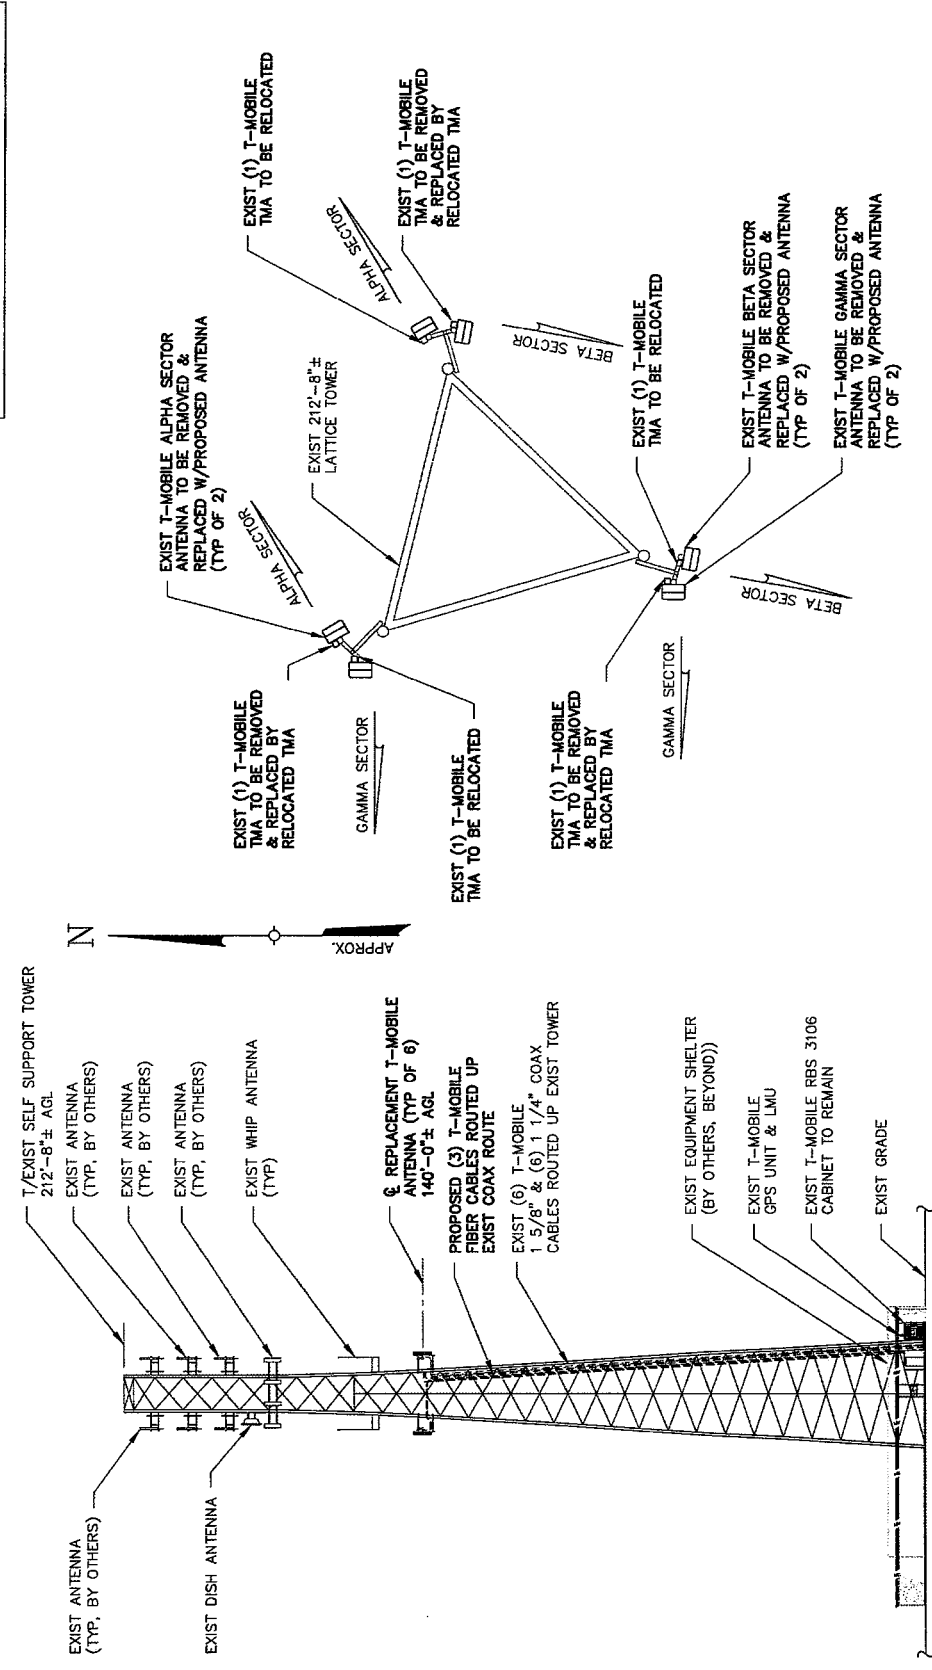 EXIST ANTENNA
(TYP, BY OTHERS)
EXIST DISH ANTENNA
T/EXIST SELF SUPPORT TOWER
212'-8"± AGL
EXIST ANTENNA
(TYP, BY OTHERS)
EXIST ANTENNA
(TYP, BY OTHERS)
EXIST ANTENNA
(TYP, BY OTHERS)
EXIST WHIP ANTENNA
(TYP)
℄ REPLACEMENT T-MOBILE
ANTENNA (TYP OF 6)
140'-0"± AGL
PROPOSED (3) T-MOBILE
FIBER CABLES ROUTED UP
EXIST COAX ROUTE
EXIST (6) T-MOBILE
1 5/8" & (6) 1 1/4" COAX
CABLES ROUTED UP EXIST TOWER
EXIST EQUIPMENT SHELTER
(BY OTHERS, BEYOND))
EXIST T-MOBILE
GPS UNIT & LMU
EXIST T-MOBILE RBS 3106
CABINET TO REMAIN
EXIST GRADE
N
APPROX.
EXIST (1) T-MOBILE
TMA TO BE REMOVED
& REPLACED BY
RELOCATED TMA
GAMMA SECTOR
EXIST (1) T-MOBILE
TMA TO BE RELOCATED
EXIST (1) T-MOBILE
TMA TO BE REMOVED
& REPLACED BY
RELOCATED TMA
GAMMA SECTOR
EXIST T-MOBILE ALPHA SECTOR
ANTENNA TO BE REMOVED &
REPLACED W/PROPOSED ANTENNA
(TYP OF 2)
ALPHA SECTOR
EXIST 212'-8"±
LATTICE TOWER
EXIST (1) T-MOBILE
TMA TO BE RELOCATED
ALPHA SECTOR
EXIST (1) T-MOBILE
TMA TO BE REMOVED
& REPLACED BY
RELOCATED TMA
BETA SECTOR
EXIST (1) T-MOBILE
TMA TO BE RELOCATED
BETA SECTOR
EXIST T-MOBILE BETA SECTOR
ANTENNA TO BE REMOVED &
REPLACED W/PROPOSED ANTENNA
(TYP OF 2)
EXIST T-MOBILE GAMMA SECTOR
ANTENNA TO BE REMOVED &
REPLACED W/PROPOSED ANTENNA
(TYP OF 2)